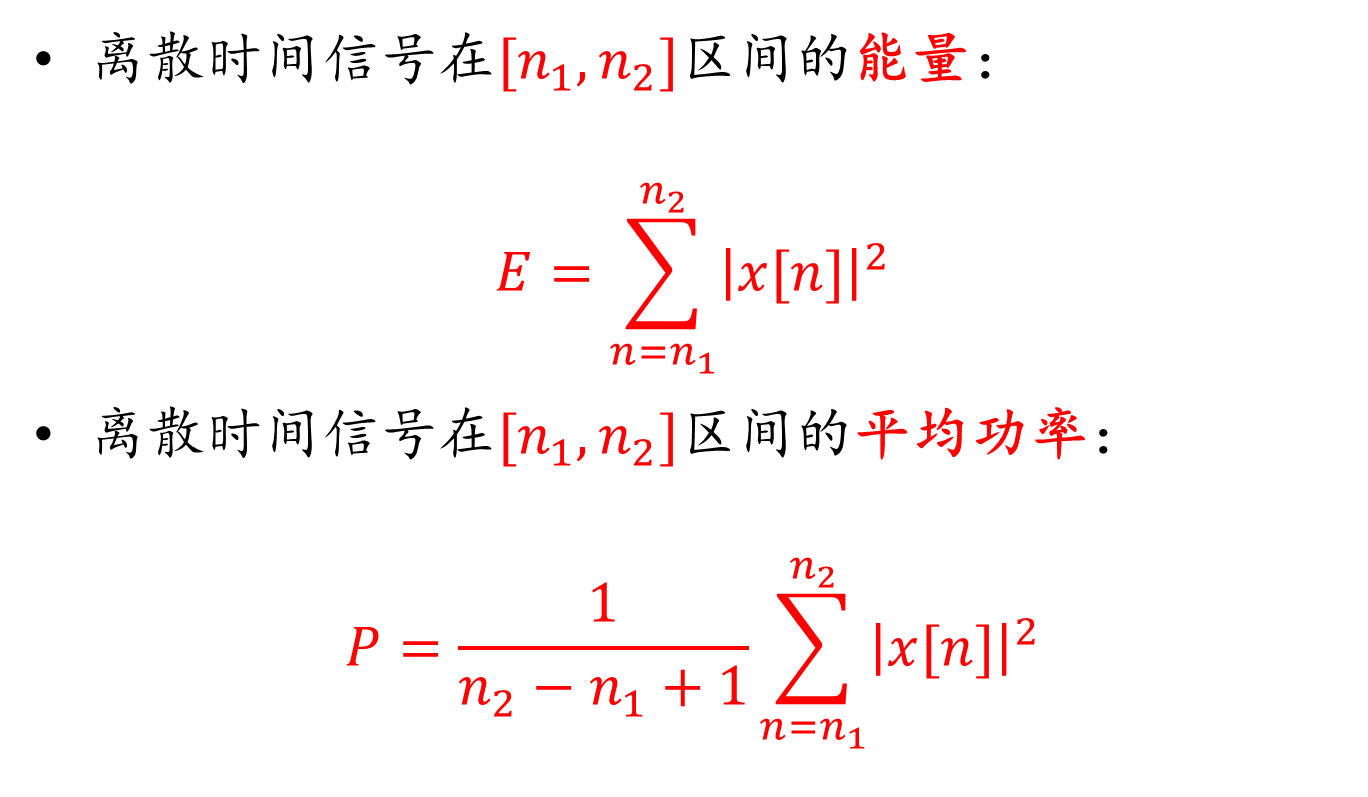 • 离散时间信号在[n₁, n₂]区间的能量：
E = ∑_{n=n₁}^{n₂} |x[n]|²
• 离散时间信号在[n₁, n₂]区间的平均功率：
P = \frac{1}{n₂ − n₁ + 1} ∑_{n=n₁}^{n₂} |x[n]|²